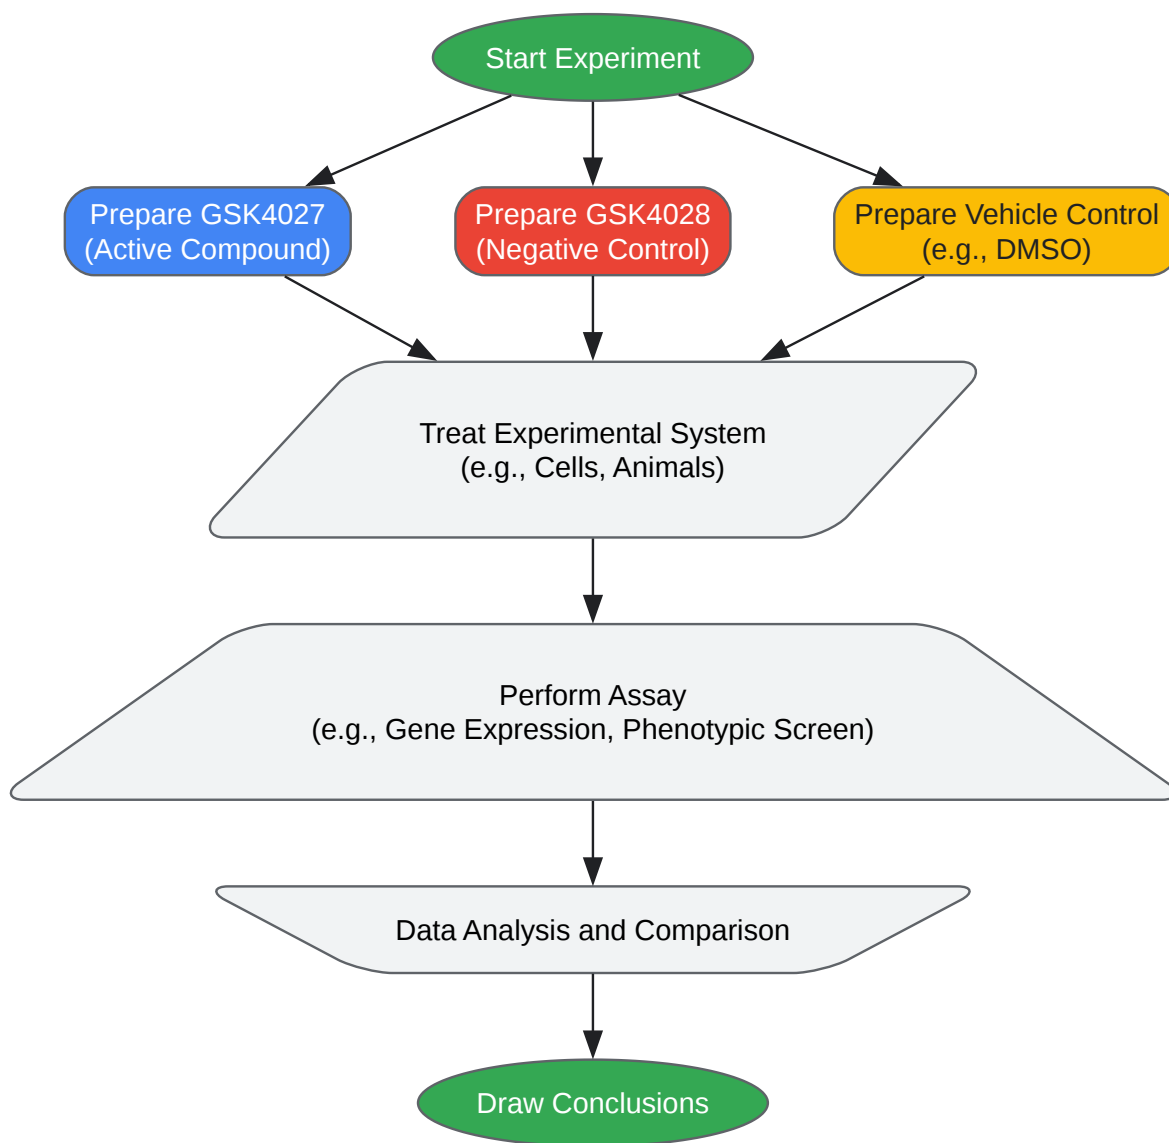 Start Experiment
Prepare GSK4027
(Active Compound)
Prepare GSK4028
(Negative Control)
Prepare Vehicle Control
(e.g., DMSO)
Treat Experimental System
(e.g., Cells, Animals)
Perform Assay
(e.g., Gene Expression, Phenotypic Screen)
Data Analysis and Comparison
Draw Conclusions